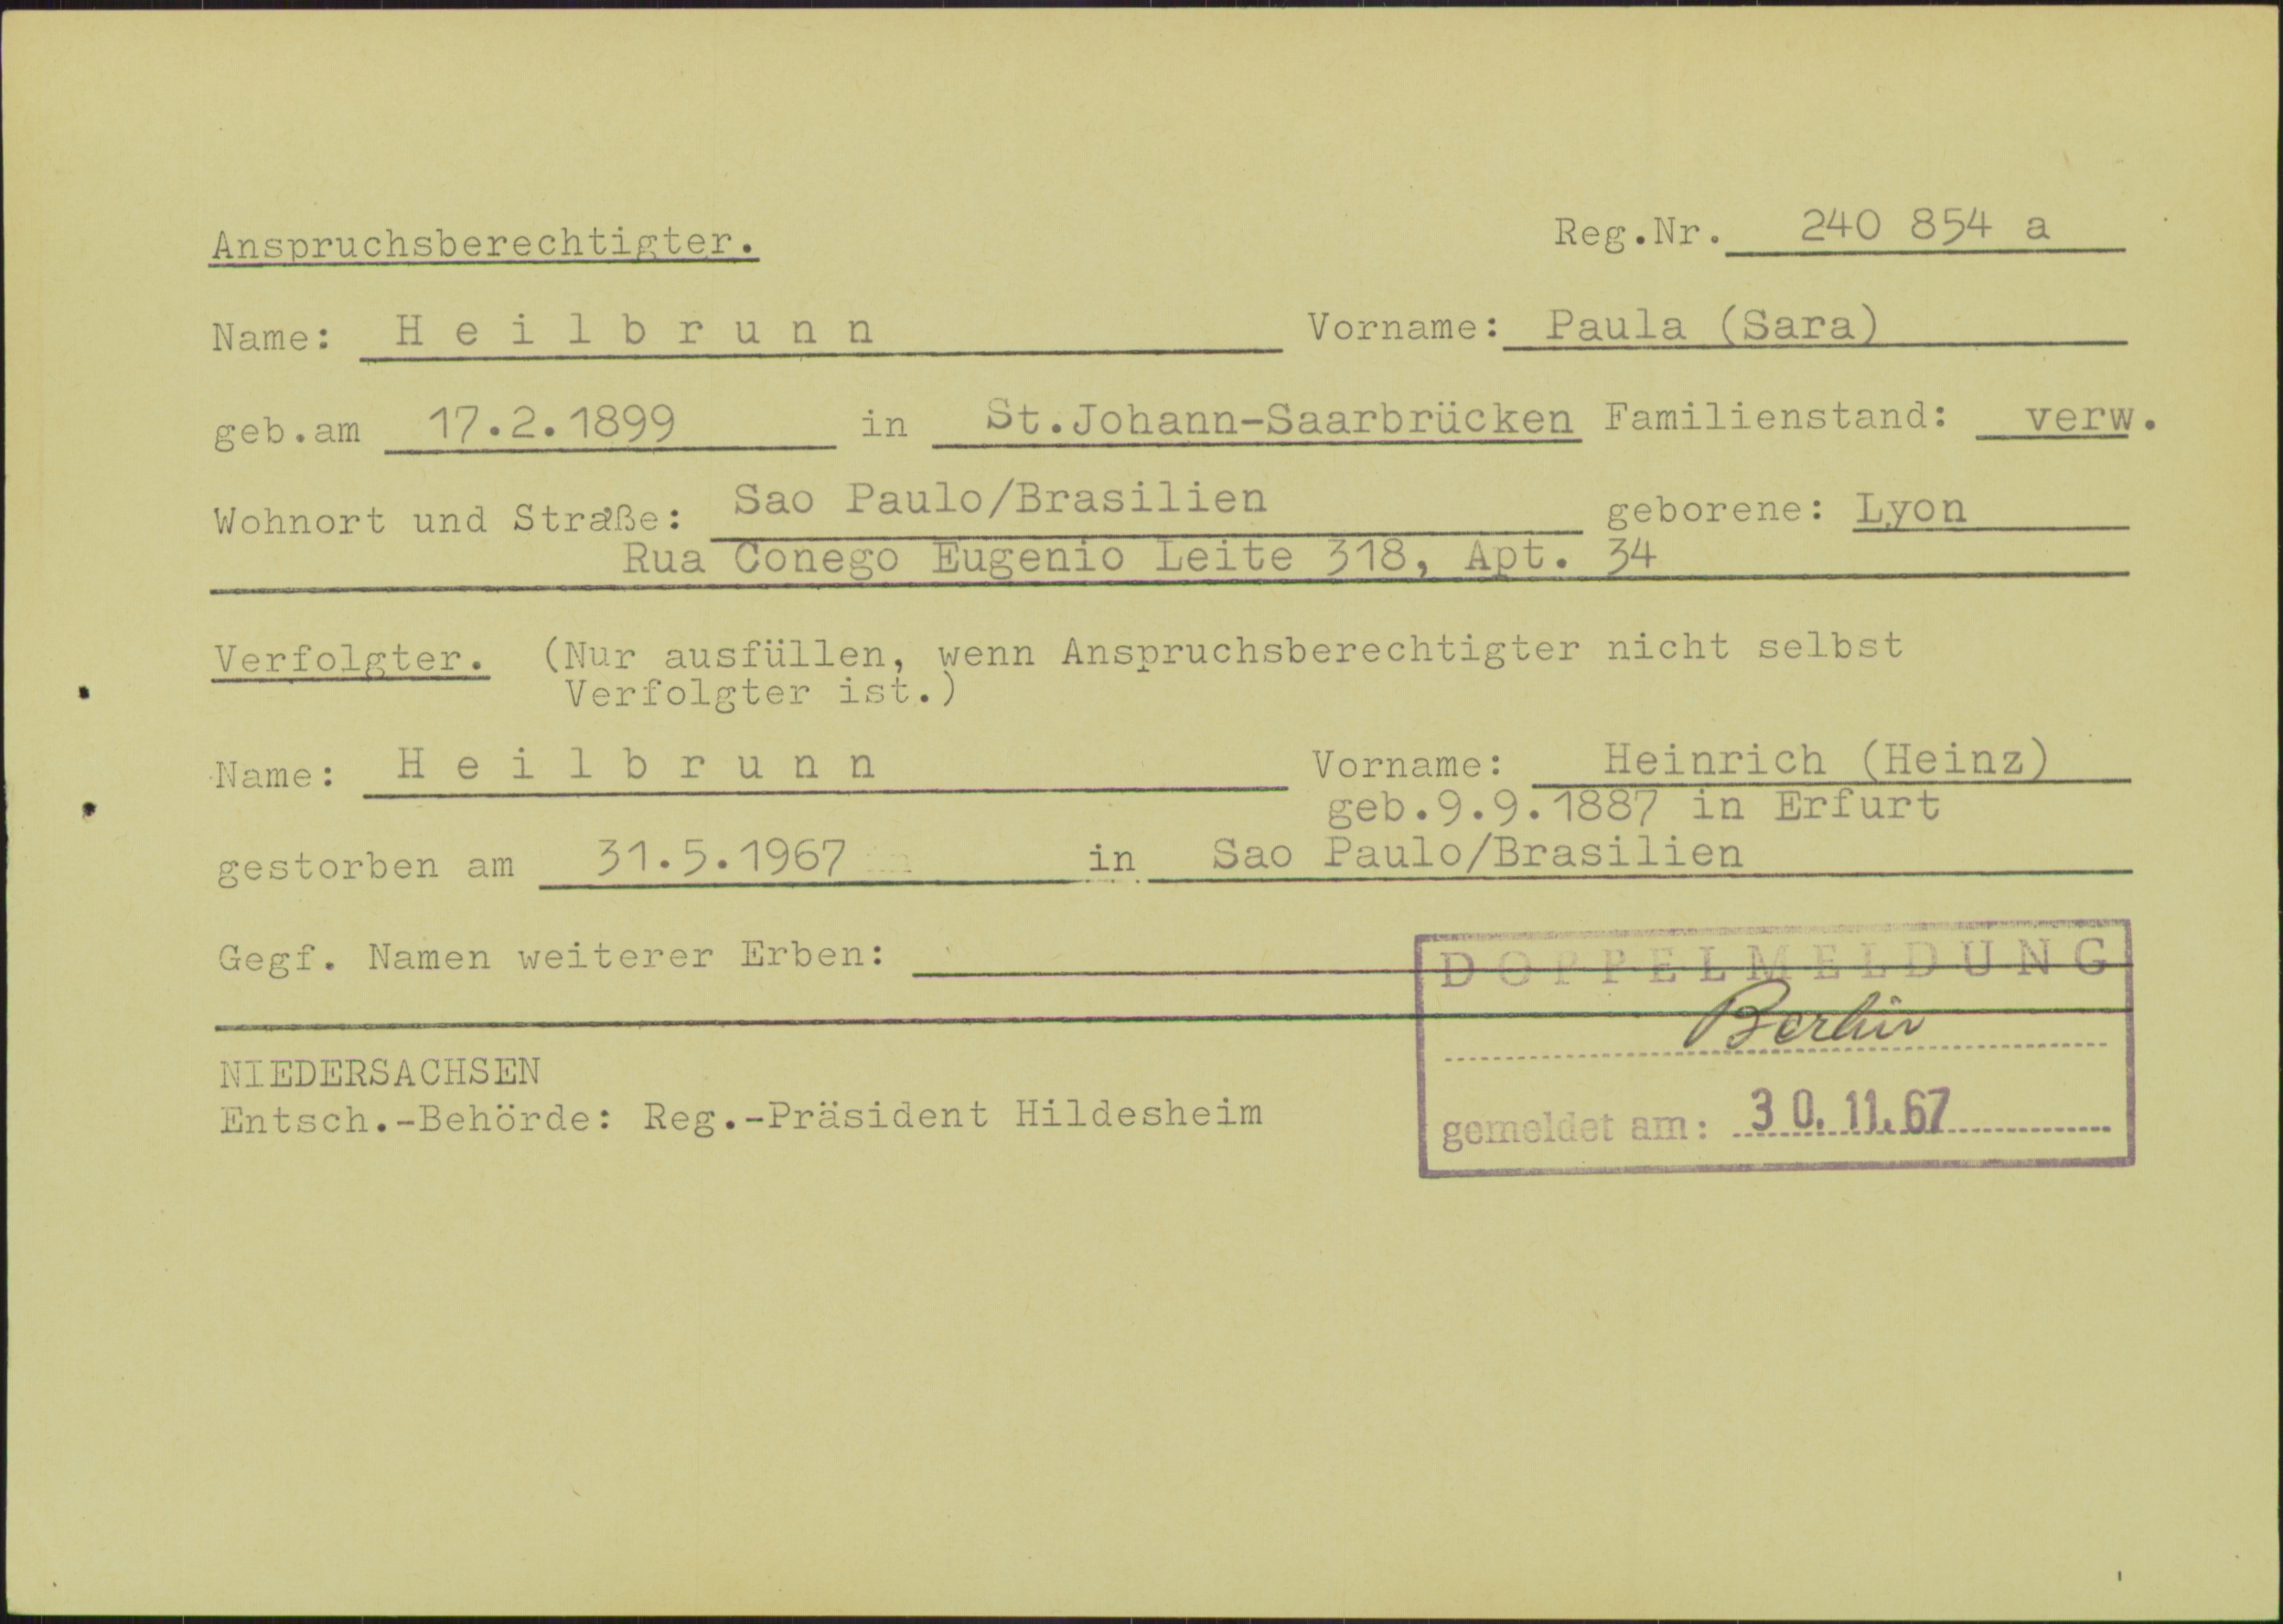 Anspruchsberechtigter. Reg.Nr. 240 854 a
Name: H e i l b r u n n Vorname: Paula (Sara)
geb.am 17.2.1899 in St.Johann-Saarbrücken Familienstand: verw.
Wohnort und Straße: Sao Paulo/Brasilien geborene: Lyon
Rua Conego Eugenio Leite 318, Apt. 34
Verfolgter. (Nur ausfüllen, wenn Anspruchsberechtigter nicht selbst
Verfolgter ist.)
Name: H e i l b r u n n Vorname: Heinrich (Heinz)
geb.9.9.1887 in Erfurt
gestorben am 31.5.1967 in Sao Paulo/Brasilien
Gegf. Namen weiterer Erben:
DOPPELMELDUNG
Berlin
NIEDERSACHSEN
Entsch.-Behörde: Reg.-Präsident Hildesheim
gemeldet am: 30.11.67